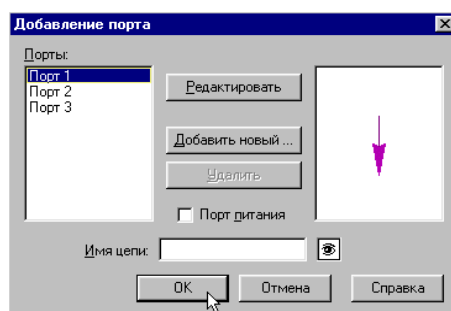 Добавление порта
Порты:
Порт 1
Порт 2
Порт 3
Редактировать
Добавить новый ...
Удалить
Порт питания
Имя цепи:
OK
Отмена
Справка